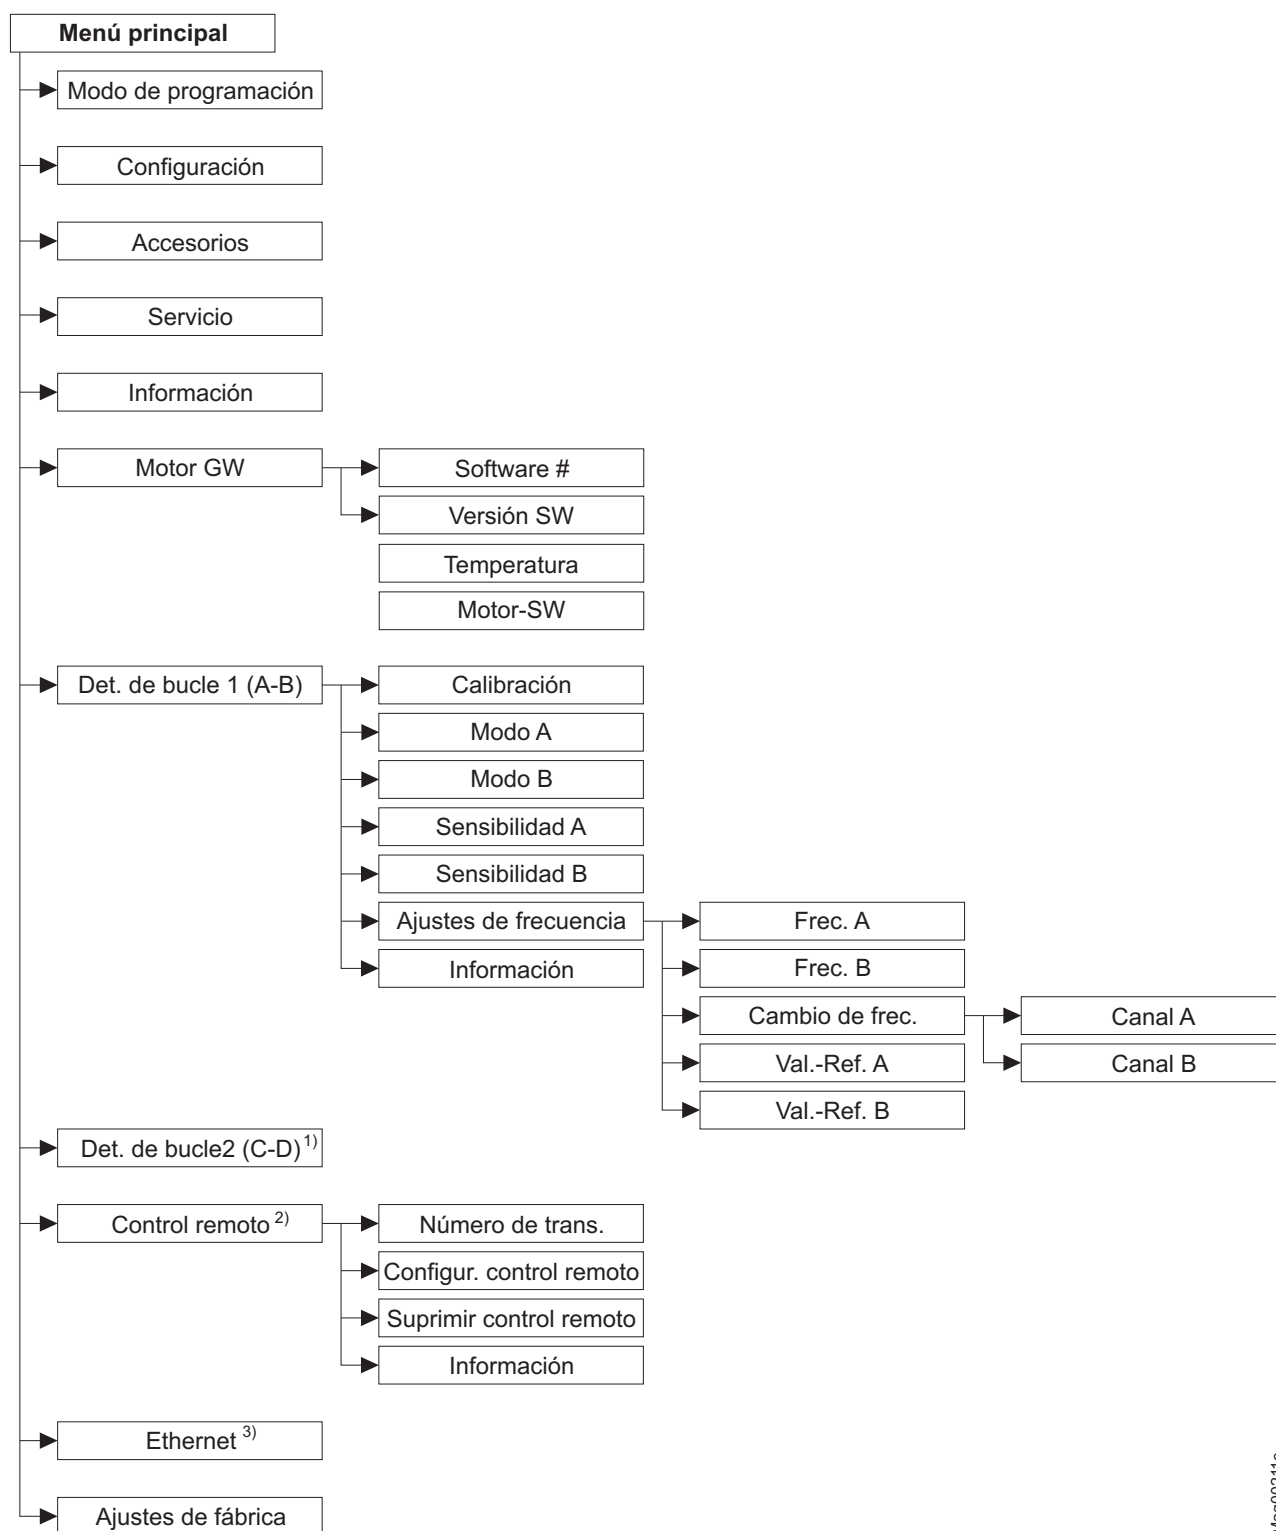 Menú principal
Modo de programación
Configuración
Accesorios
Servicio
Información
Motor GW
Software #
Versión SW
Temperatura
Motor-SW
Det. de bucle 1 (A-B)
Calibración
Modo A
Modo B
Sensibilidad A
Sensibilidad B
Ajustes de frecuencia
Frec. A
Información
Frec. B
Cambio de frec.
Canal A
Val.-Ref. A
Canal B
Val.-Ref. B
Det. de bucle2 (C-D) 1)
Control remoto 2)
Número de trans.
Configur. control remoto
Suprimir control remoto
Información
Ethernet 3)
Ajustes de fábrica